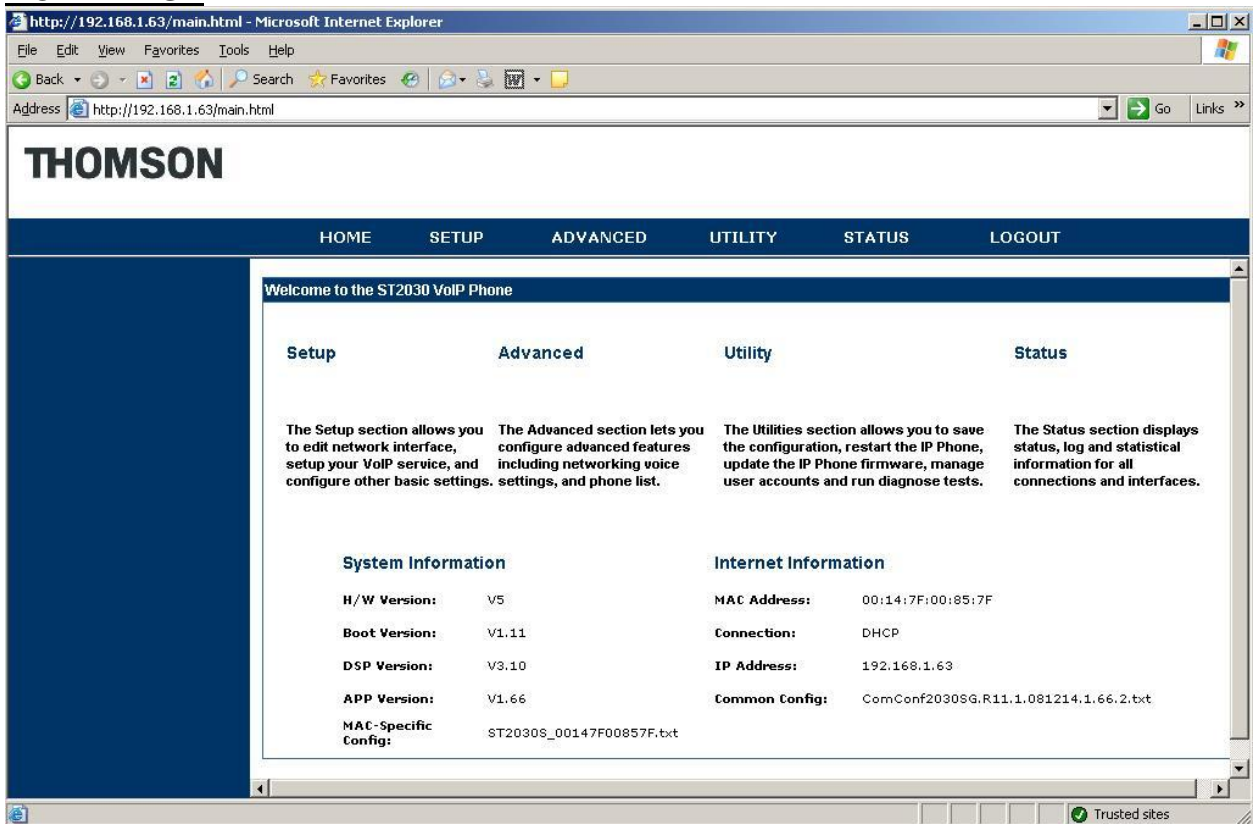 http://192.168.1.63/main.html - Microsoft Internet Explorer
File Edit View Favorites Tools Help
Back Search Favorites
Address http://192.168.1.63/main.html Go Links »
THOMSON
HOME SETUP ADVANCED UTILITY STATUS LOGOUT
Welcome to the ST2030 VoIP Phone
Setup
The Setup section allows you
to edit network interface,
setup your VoIP service, and
configure other basic settings.
Advanced
The Advanced section lets you
configure advanced features
including networking voice
settings, and phone list.
Utility
The Utilities section allows you to save
the configuration, restart the IP Phone,
update the IP Phone firmware, manage
user accounts and run diagnose tests.
Status
The Status section displays
status, log and statistical
information for all
connections and interfaces.
System Information
H/W Version: V5
Boot Version: V1.11
DSP Version: V3.10
APP Version: V1.66
MAC-Specific
Config: ST2030S_00147F00857F.txt
Internet Information
MAC Address: 00:14:7F:00:85:7F
Connection: DHCP
IP Address: 192.168.1.63
Common Config: ComConf2030SG.R11.1.081214.1.66.2.txt
Trusted sites